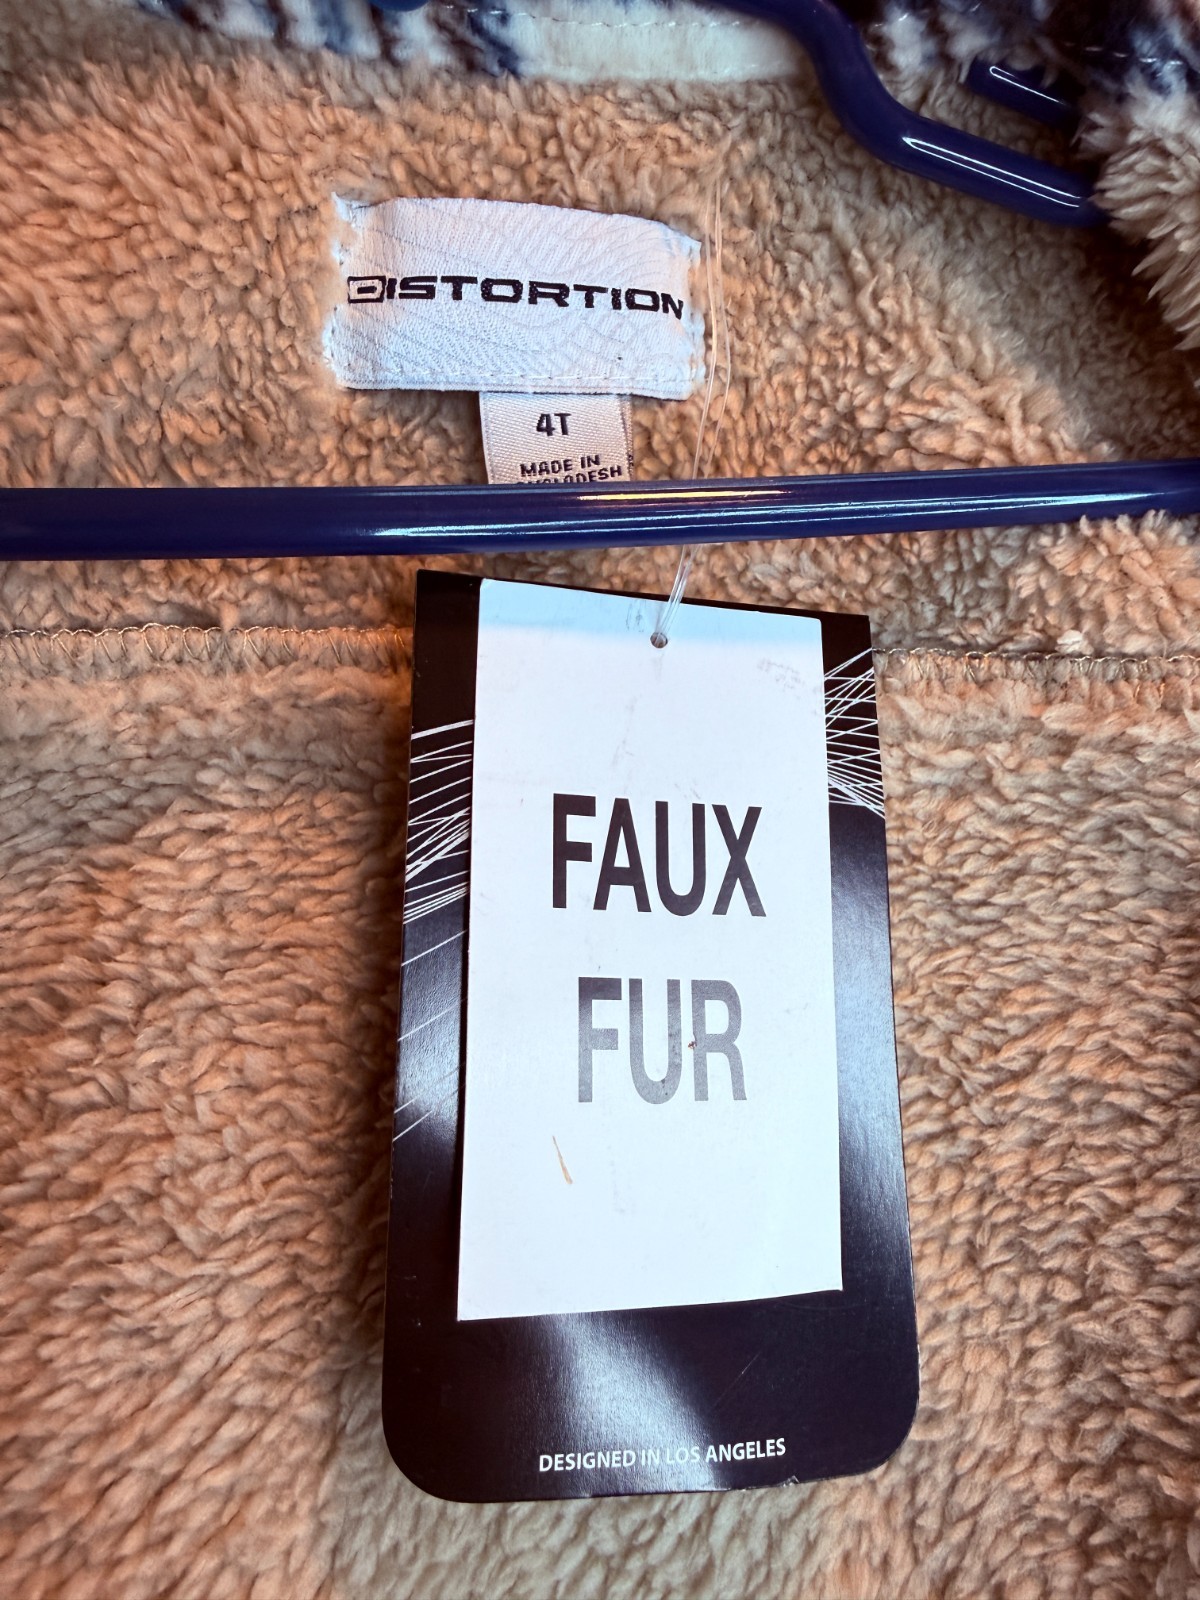 DISTORTION
4T
MADE IN
FAUX
FUR
DESIGNED IN LOS ANGELES